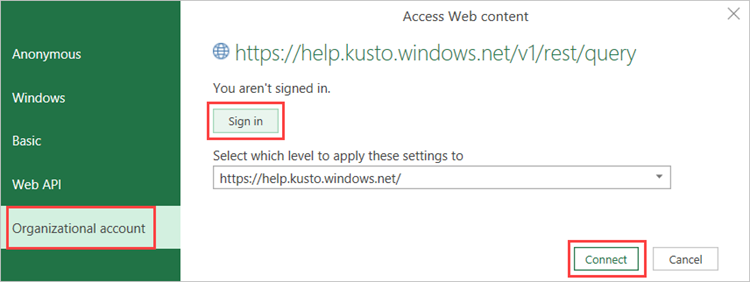 Access Web content
Anonymous
Windows
Basic
Web API
Organizational account
https://help.kusto.windows.net/v1/rest/query
You aren't signed in.
Sign in
Select which level to apply these settings to
https://help.kusto.windows.net/
Connect
Cancel